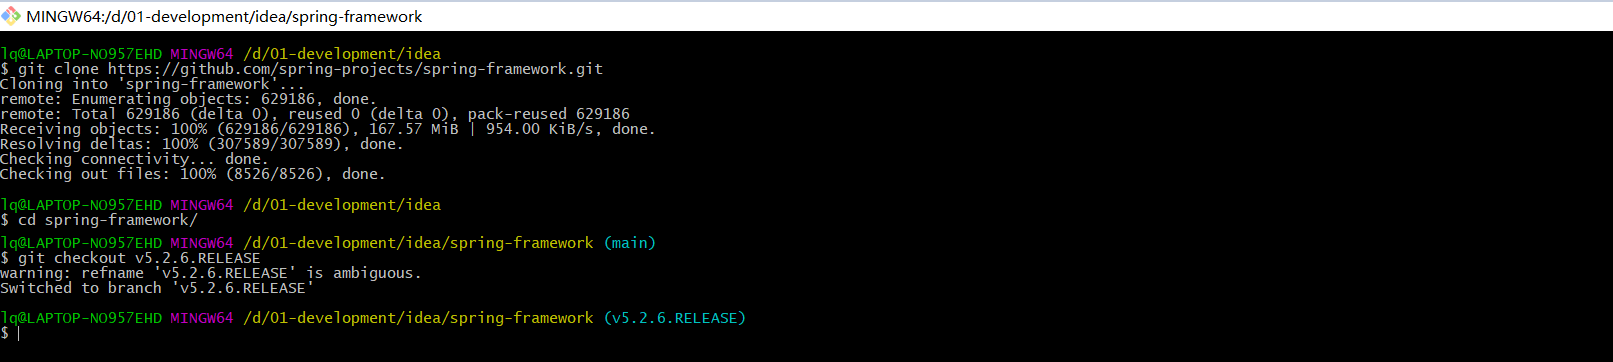 MINGW64:/d/01-development/idea/spring-framework
lq@LAPTOP-NO957EHD MINGW64 /d/01-development/idea
$ git clone https://github.com/spring-projects/spring-framework.git
Cloning into 'spring-framework'...
remote: Enumerating objects: 629186, done.
remote: Total 629186 (delta 0), reused 0 (delta 0), pack-reused 629186
Receiving objects: 100% (629186/629186), 167.57 MiB | 954.00 KiB/s, done.
Resolving deltas: 100% (307589/307589), done.
Checking connectivity... done.
Checking out files: 100% (8526/8526), done.
lq@LAPTOP-NO957EHD MINGW64 /d/01-development/idea
$ cd spring-framework/
lq@LAPTOP-NO957EHD MINGW64 /d/01-development/idea/spring-framework (main)
$ git checkout v5.2.6.RELEASE
warning: refname 'v5.2.6.RELEASE' is ambiguous.
Switched to branch 'v5.2.6.RELEASE'
lq@LAPTOP-NO957EHD MINGW64 /d/01-development/idea/spring-framework (v5.2.6.RELEASE)
$